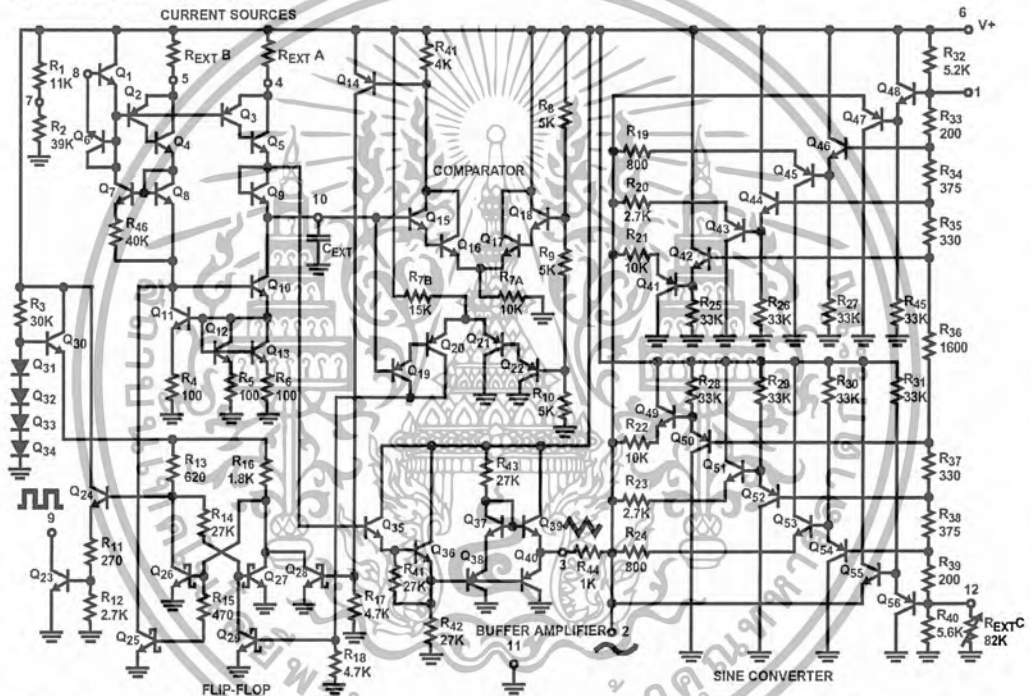 CURRENT SOURCES
6
V+
R1
11K
8
Q1
REXT B
5
REXT A
4
Q14
R41
4K
R32
5.2K
1
7
R2
39K
Q2
Q3
Q6
Q4
Q5
R8
5K
Q48
Q47
R33
200
R19
800
Q46
R34
375
COMPARATOR
Q45
Q7
Q8
Q9
10
R20
2.7K
Q44
R35
330
R46
40K
CEXT
Q15
Q16
Q17
Q18
R21
10K
Q43
Q42
R9
5K
R7B
15K
R7A
10K
Q41
R25
33K
R26
33K
R27
33K
R45
33K
Q10
R3
30K
Q30
Q11
Q12
Q13
Q20
Q21
Q19
Q22
R36
1600
Q31
Q32
Q33
Q34
R4
100
R5
100
R6
100
R10
5K
R28
33K
R29
33K
R30
33K
R31
33K
Q49
R22
10K
Q50
R13
620
R16
1.8K
R43
27K
Q51
R37
330
Q24
R14
27K
R23
2.7K
Q52
9
Q35
Q37
Q39
Q53
R38
375
R11
270
Q36
Q38
Q40
3
R24
800
Q54
Q23
Q26
Q27
Q28
R41
27K
R44
1K
Q55
R39
200
R12
2.7K
R15
470
R17
4.7K
Q56
12
Q25
Q29
R42
27K
BUFFER AMPLIFIER
2
R40
5.6K
REXTC
82K
R18
4.7K
11
FLIP-FLOP
SINE CONVERTER